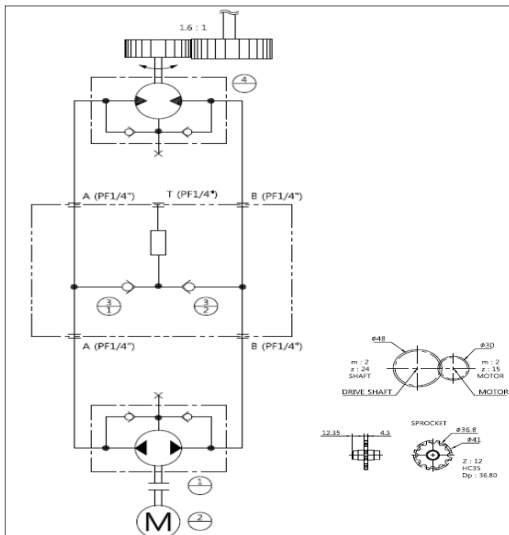 1.6 : 1
4
A (PF1/4")
T (PF1/4")
B (PF1/4")
3
1
3
2
A (PF1/4")
B (PF1/4")
1
M
2
ø48
ø30
m : 2
z : 24
SHAFT
m : 2
z : 15
MOTOR
DRIVE SHAFT
MOTOR
SPROCKET
12.35
4.3
ø36.8
ø41
Z : 12
HC35
Dp : 36.80